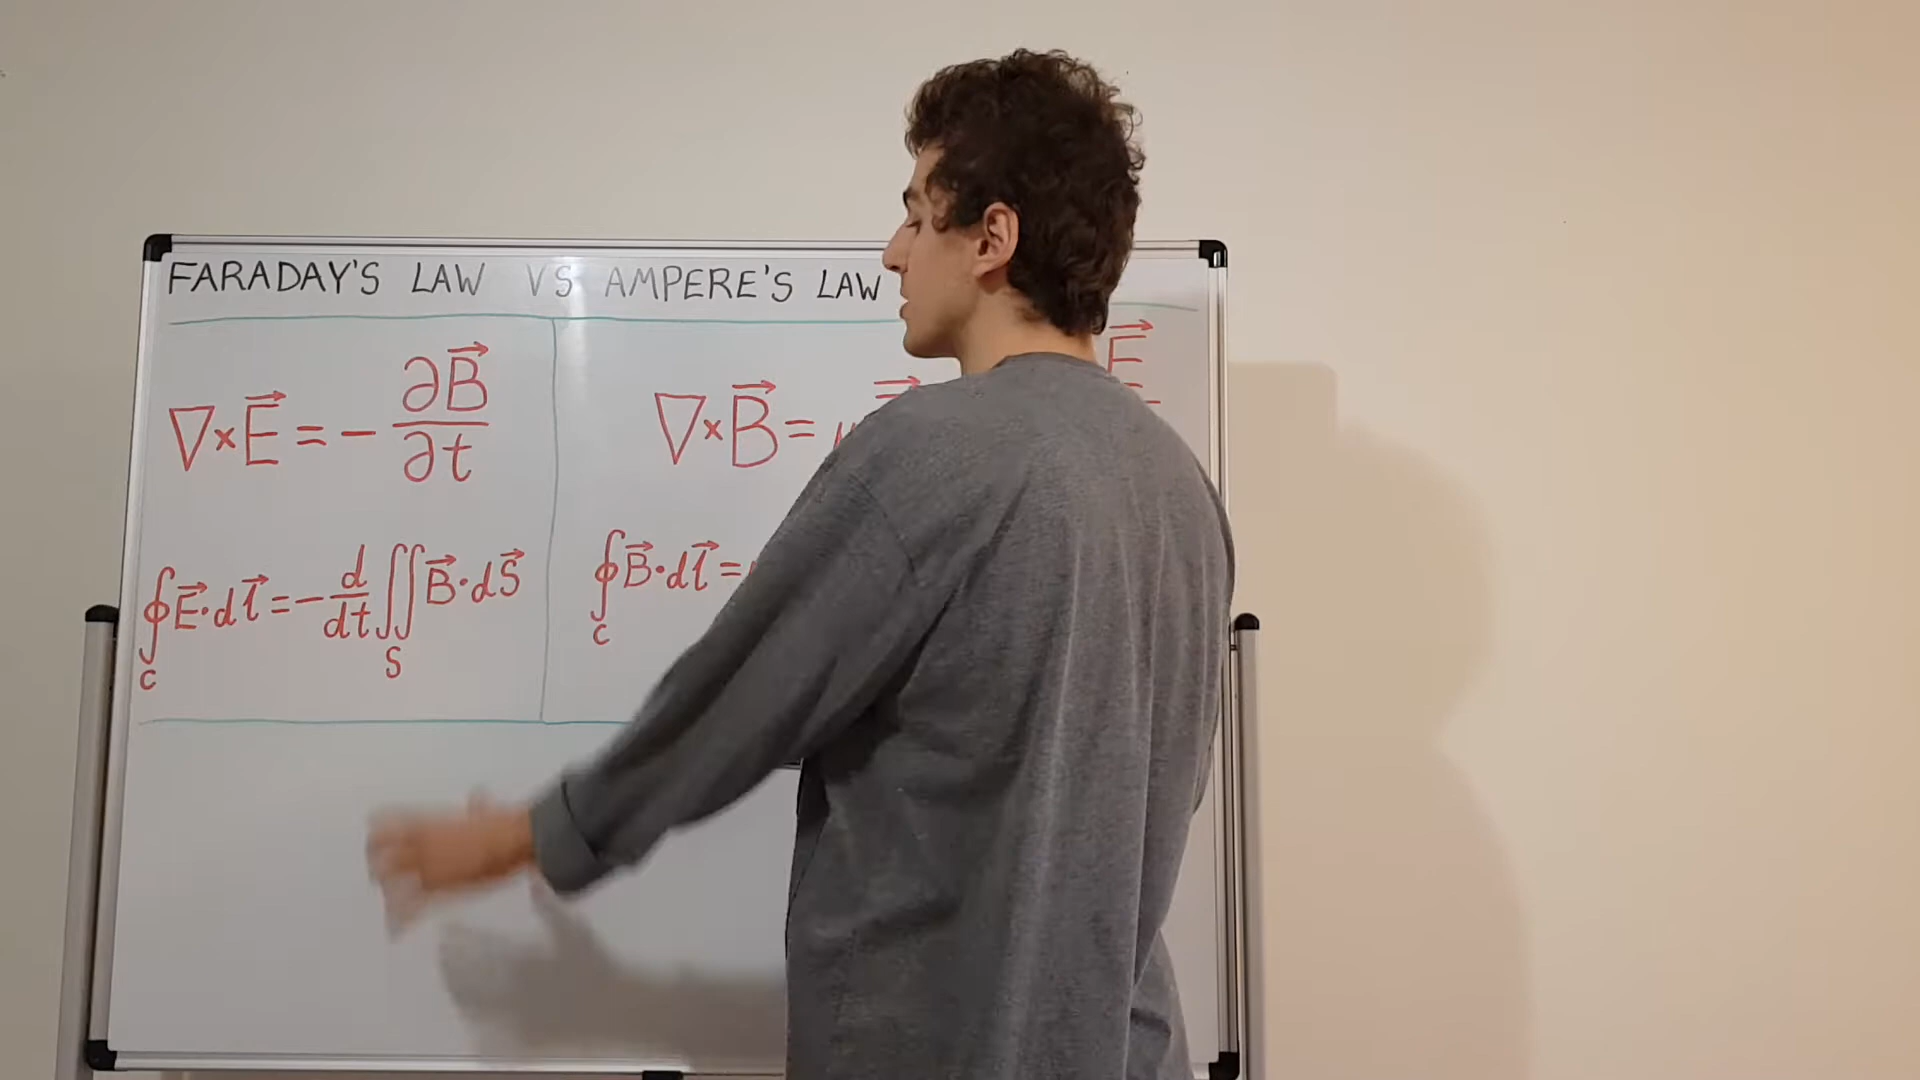 FARADAY'S LAW VS AMPERE'S LAW
∇×E⃗ = - ∂B⃗/∂t
∮_C E⃗·dl⃗ = - d/dt ∬_S B⃗·dS⃗
∇×B⃗ = μ E⃗
∮_C B⃗·dl⃗ =